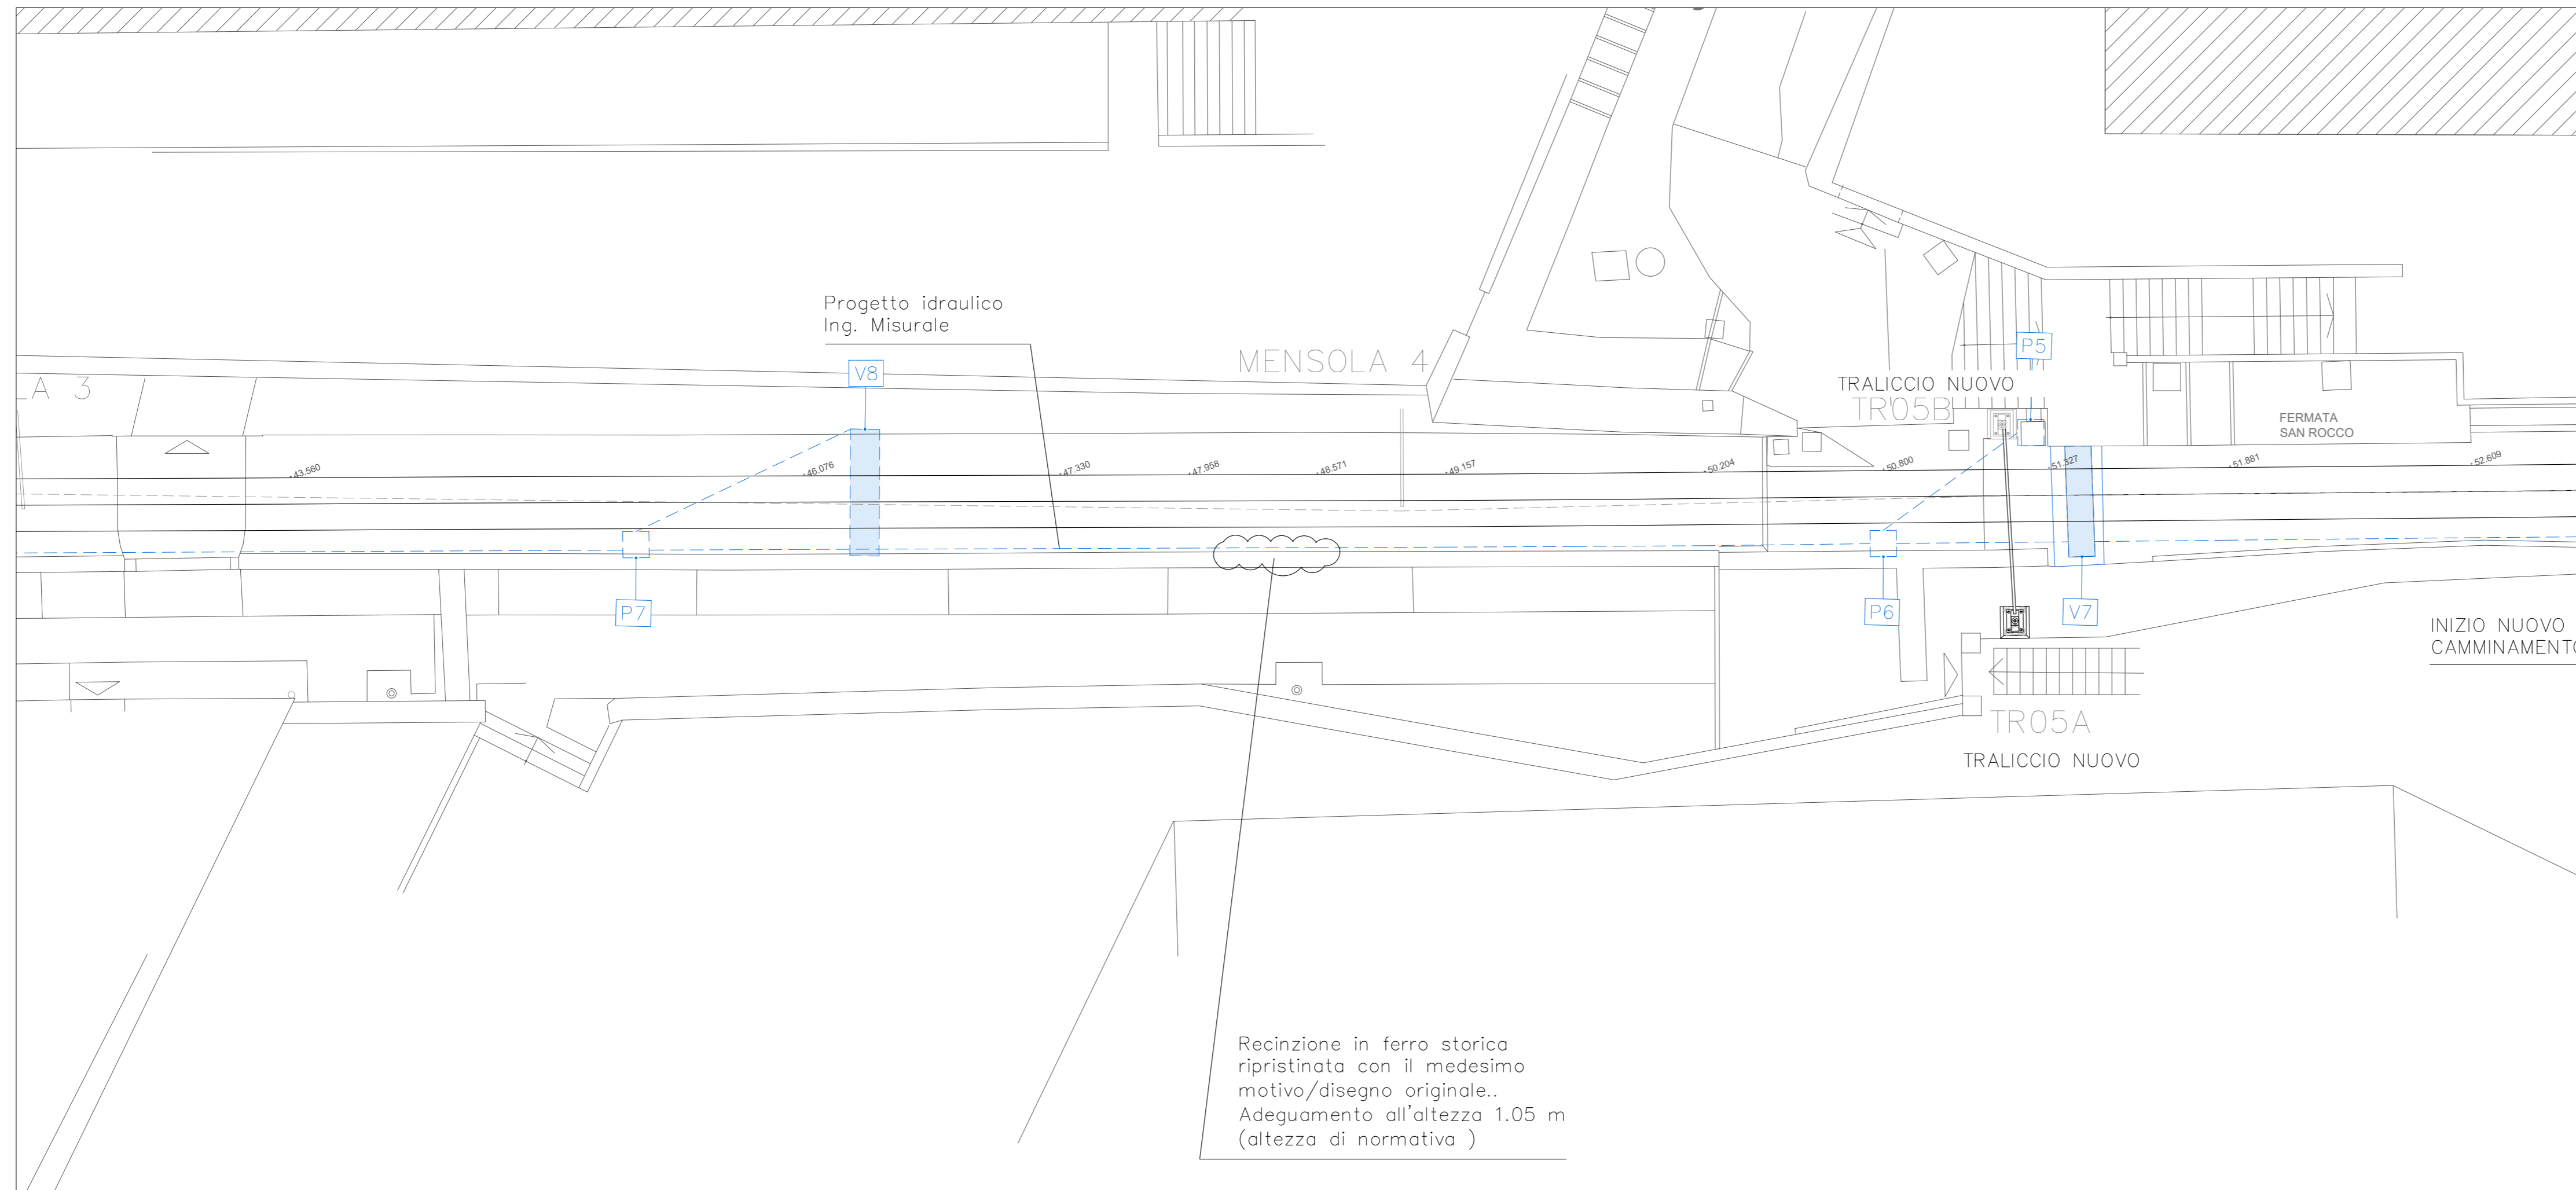 Progetto idraulico
Ing. Misurale
MENSOLA 4
LA 3
V8
P5
TRALICCIO NUOVO
TR05B
FERMATA
SAN ROCCO
43.560
46.076
47.330
47.958
48.571
49.157
50.204
50.800
51.327
51.881
52.609
P7
P6
V7
INIZIO NUOVO
CAMMINAMENTO
TR05A
TRALICCIO NUOVO
Recinzione in ferro storica
ripristinata con il medesimo
motivo/disegno originale..
Adeguamento all'altezza 1.05 m
(altezza di normativa )